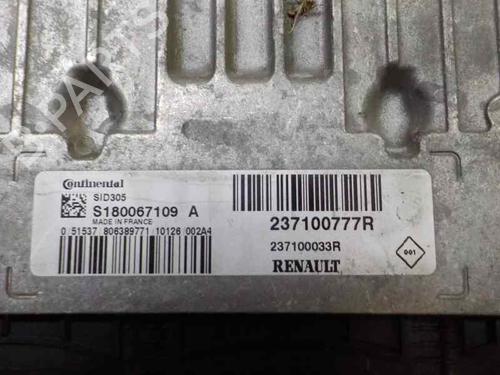 Continental
SID305
S180067109 A
MADE IN FRANCE
0 51537 806389771 10126 002A4
237100777R
237100033R
RENAULT
001